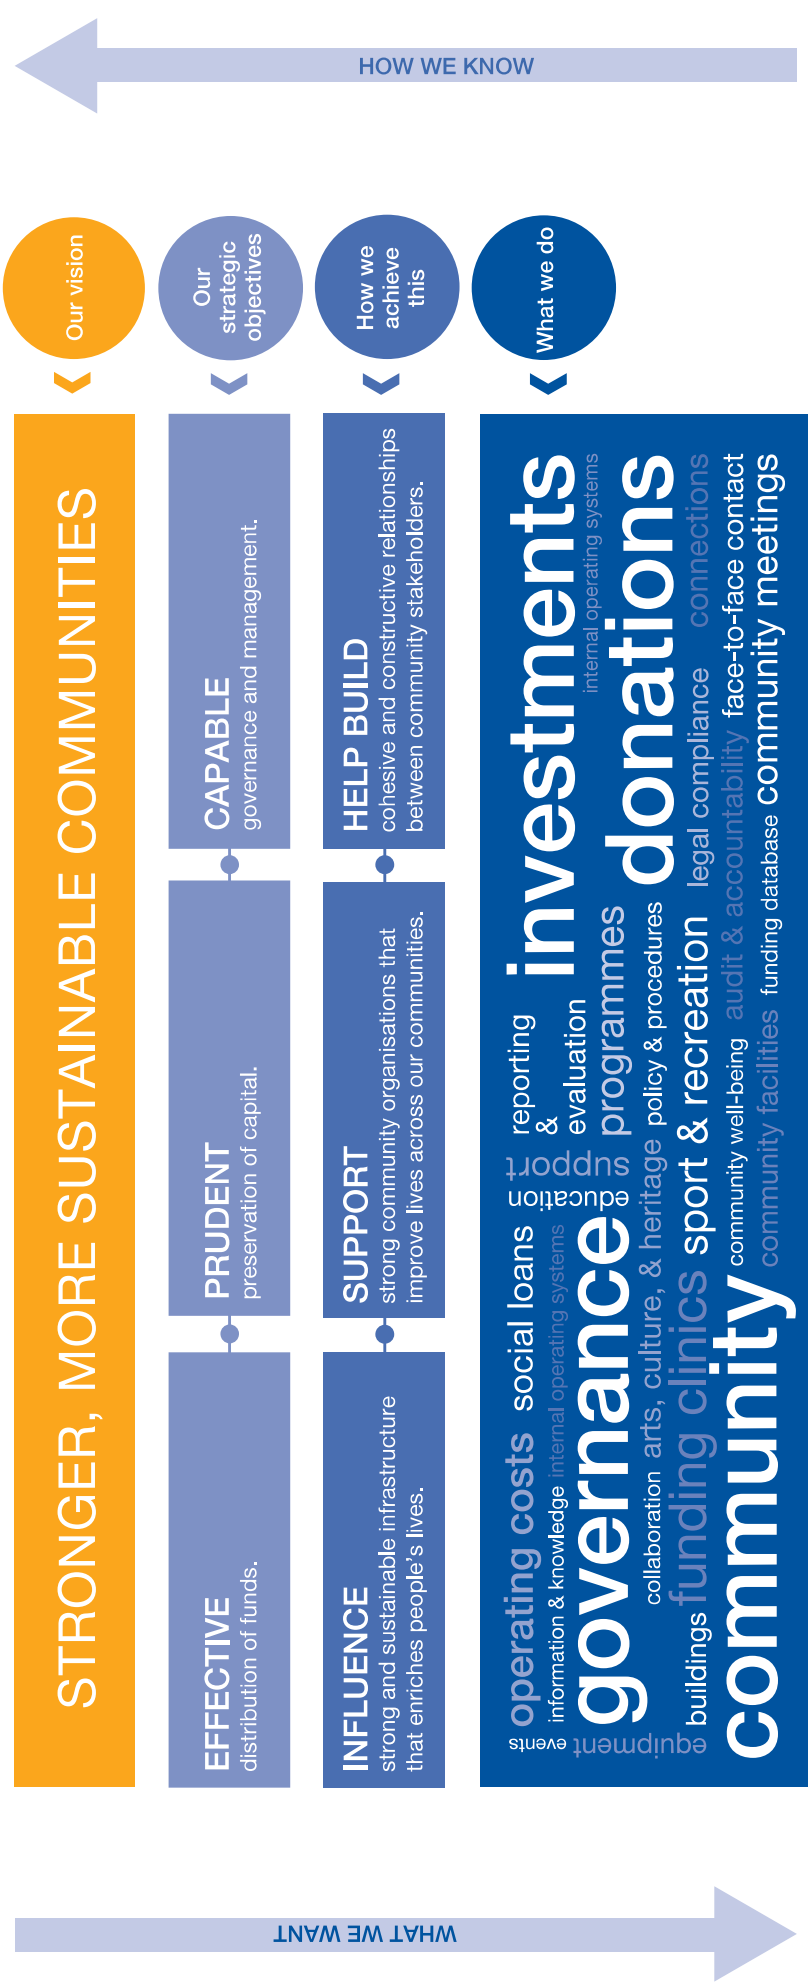 WHAT WE WANT
STRONGER, MORE SUSTAINABLE COMMUNITIES
Our vision
EFFECTIVE
distribution of funds.
PRUDENT
preservation of capital.
CAPABLE
governance and management.
Our
strategic
objectives
INFLUENCE
strong and sustainable infrastructure
that enriches people’s lives.
SUPPORT
strong community organisations that
improve lives across our communities.
HELP BUILD
cohesive and constructive relationships
between community stakeholders.
How we
achieve
this
What we do
events
equipment
operating costs
social loans
information & knowledge
internal operating systems
governance
education
support
reporting
&
evaluation
investments
internal operating systems
programmes
donations
collaboration
arts, culture, & heritage
policy & procedures
buildings
funding clinics
sport & recreation
legal compliance
connections
community
community well-being
audit & accountability
face-to-face contact
community facilities
funding database
community meetings
HOW WE KNOW